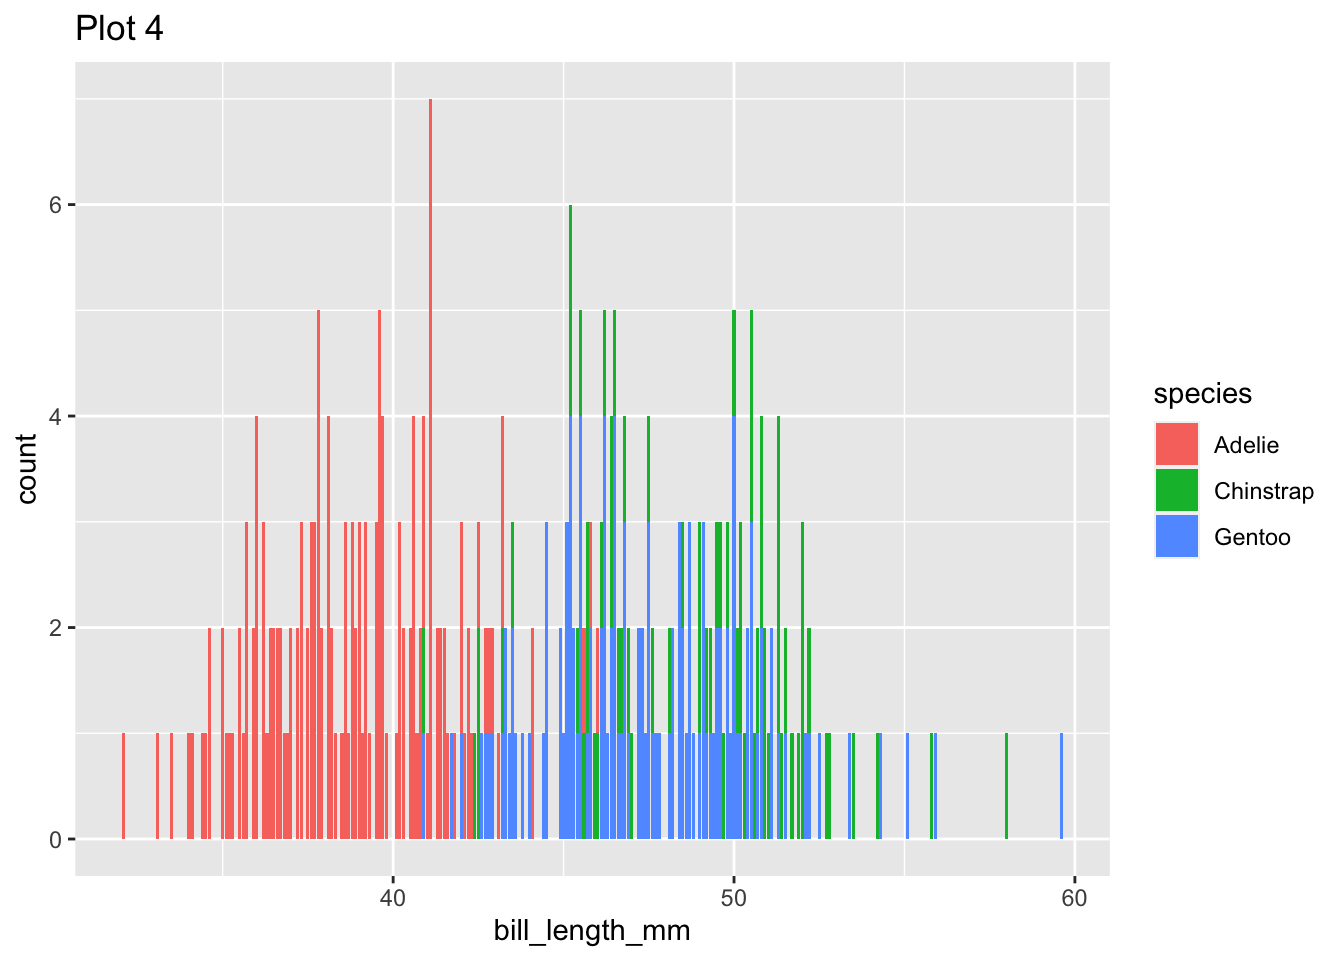 Plot 4
6
4
2
0
count
40
50
60
bill_length_mm
species
Adelie
Chinstrap
Gentoo